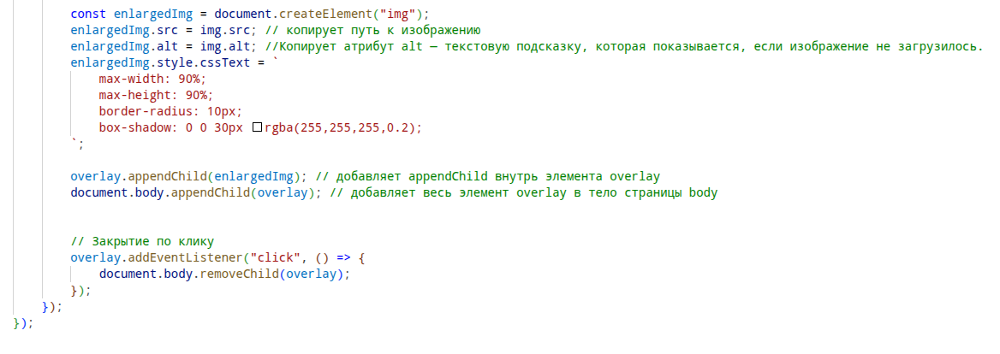 const enlargedImg = document.createElement("img");
enlargedImg.src = img.src; // копирует путь к изображению
enlargedImg.alt = img.alt; //Копирует атрибут alt — текстовую подсказку, которая показывается, если изображение не загрузилось.
enlargedImg.style.cssText = `
max-width: 90%;
max-height: 90%;
border-radius: 10px;
box-shadow: 0 0 30px rgba(255,255,255,0.2);
`;
overlay.appendChild(enlargedImg); // добавляет appendChild внутрь элемента overlay
document.body.appendChild(overlay); // добавляет весь элемент overlay в тело страницы body
// Закрытие по клику
overlay.addEventListener("click", () => {
document.body.removeChild(overlay);
});
});
});